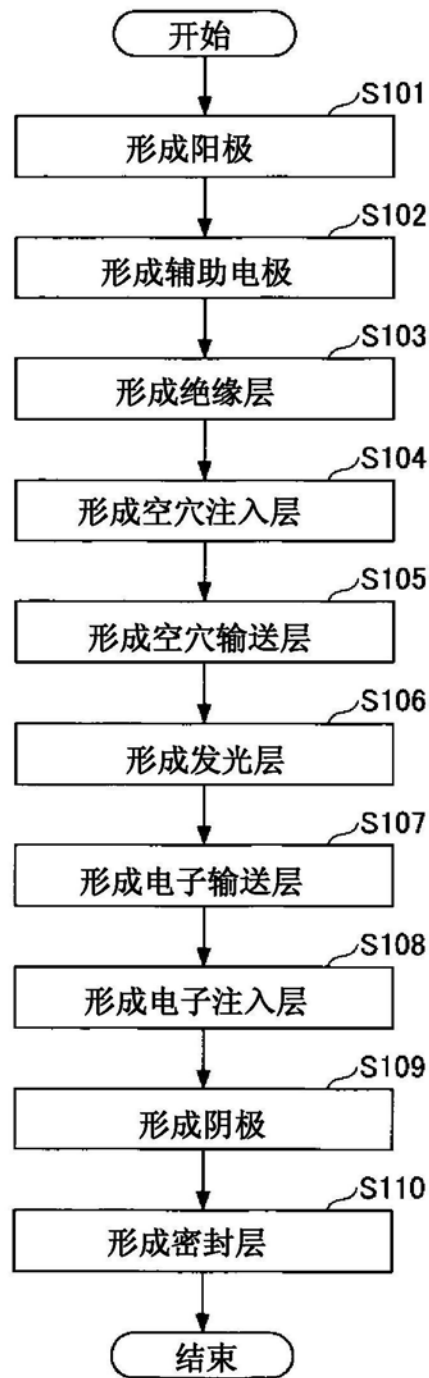 开始
S101
形成阳极
S102
形成辅助电极
S103
形成绝缘层
S104
形成空穴注入层
S105
形成空穴输送层
S106
形成发光层
S107
形成电子输送层
S108
形成电子注入层
S109
形成阴极
S110
形成密封层
结束